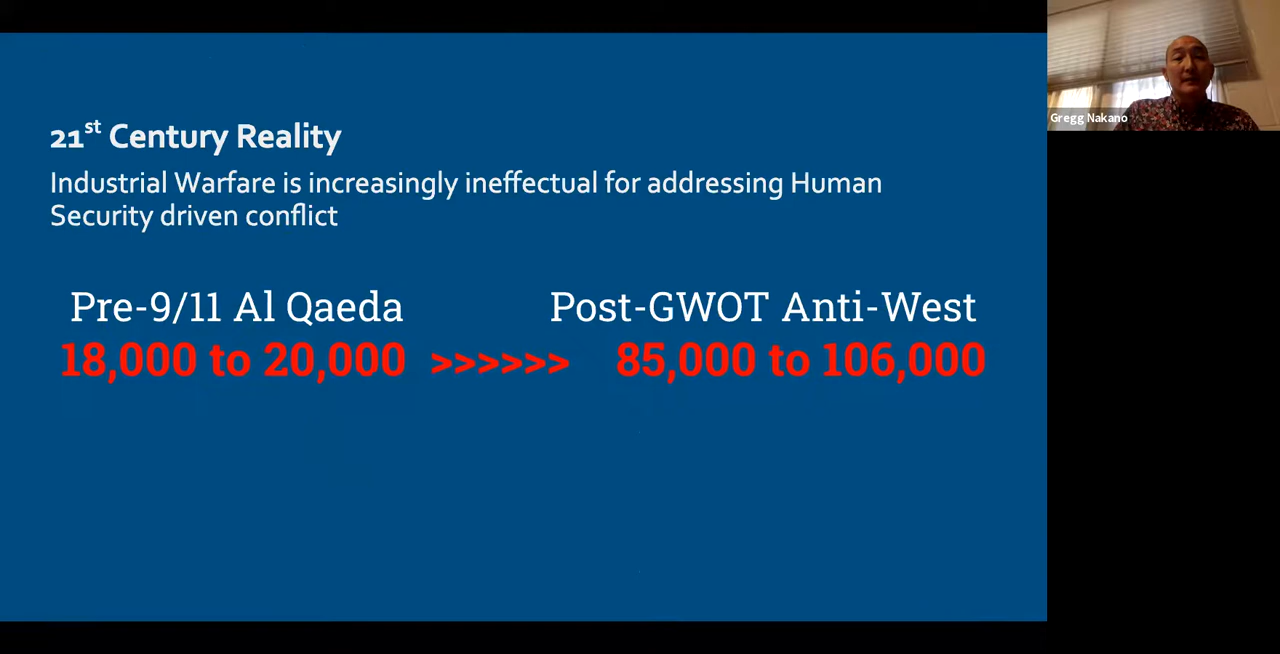 21st Century Reality
Industrial Warfare is increasingly ineffectual for addressing Human
Security driven conflict
Pre-9/11 Al Qaeda
Post-GWOT Anti-West
18,000 to 20,000 >>>>>> 85,000 to 106,000
Gregg Nakano